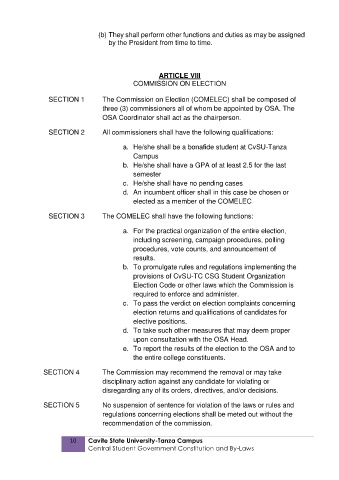 (b) They shall perform other functions and duties as may be assigned
by the President from time to time.
ARTICLE VIII
COMMISSION ON ELECTION
SECTION 1 The Commission on Election (COMELEC) shall be composed of
three (3) commissioners all of whom be appointed by OSA. The
OSA Coordinator shall act as the chairperson.
SECTION 2 All commissioners shall have the following qualifications:
a. He/she shall be a bonafide student at CvSU-Tanza
Campus
b. He/she shall have a GPA of at least 2.5 for the last
semester
c. He/she shall have no pending cases
d. An incumbent officer shall in this case be chosen or
elected as a member of the COMELEC
SECTION 3 The COMELEC shall have the following functions:
a. For the practical organization of the entire election,
including screening, campaign procedures, polling
procedures, vote counts, and announcement of
results.
b. To promulgate rules and regulations implementing the
provisions of CvSU-TC CSG Student Organization
Election Code or other laws which the Commission is
required to enforce and administer.
c. To pass the verdict on election complaints concerning
election returns and qualifications of candidates for
elective positions.
d. To take such other measures that may deem proper
upon consultation with the OSA Head.
e. To report the results of the election to the OSA and to
the entire college constituents.
SECTION 4 The Commission may recommend the removal or may take
disciplinary action against any candidate for violating or
disregarding any of its orders, directives, and/or decisions.
SECTION 5 No suspension of sentence for violation of the laws or rules and
regulations concerning elections shall be meted out without the
recommendation of the commission.
10 Cavite State University-Tanza Campus
Central Student Government Constitution and By-Laws